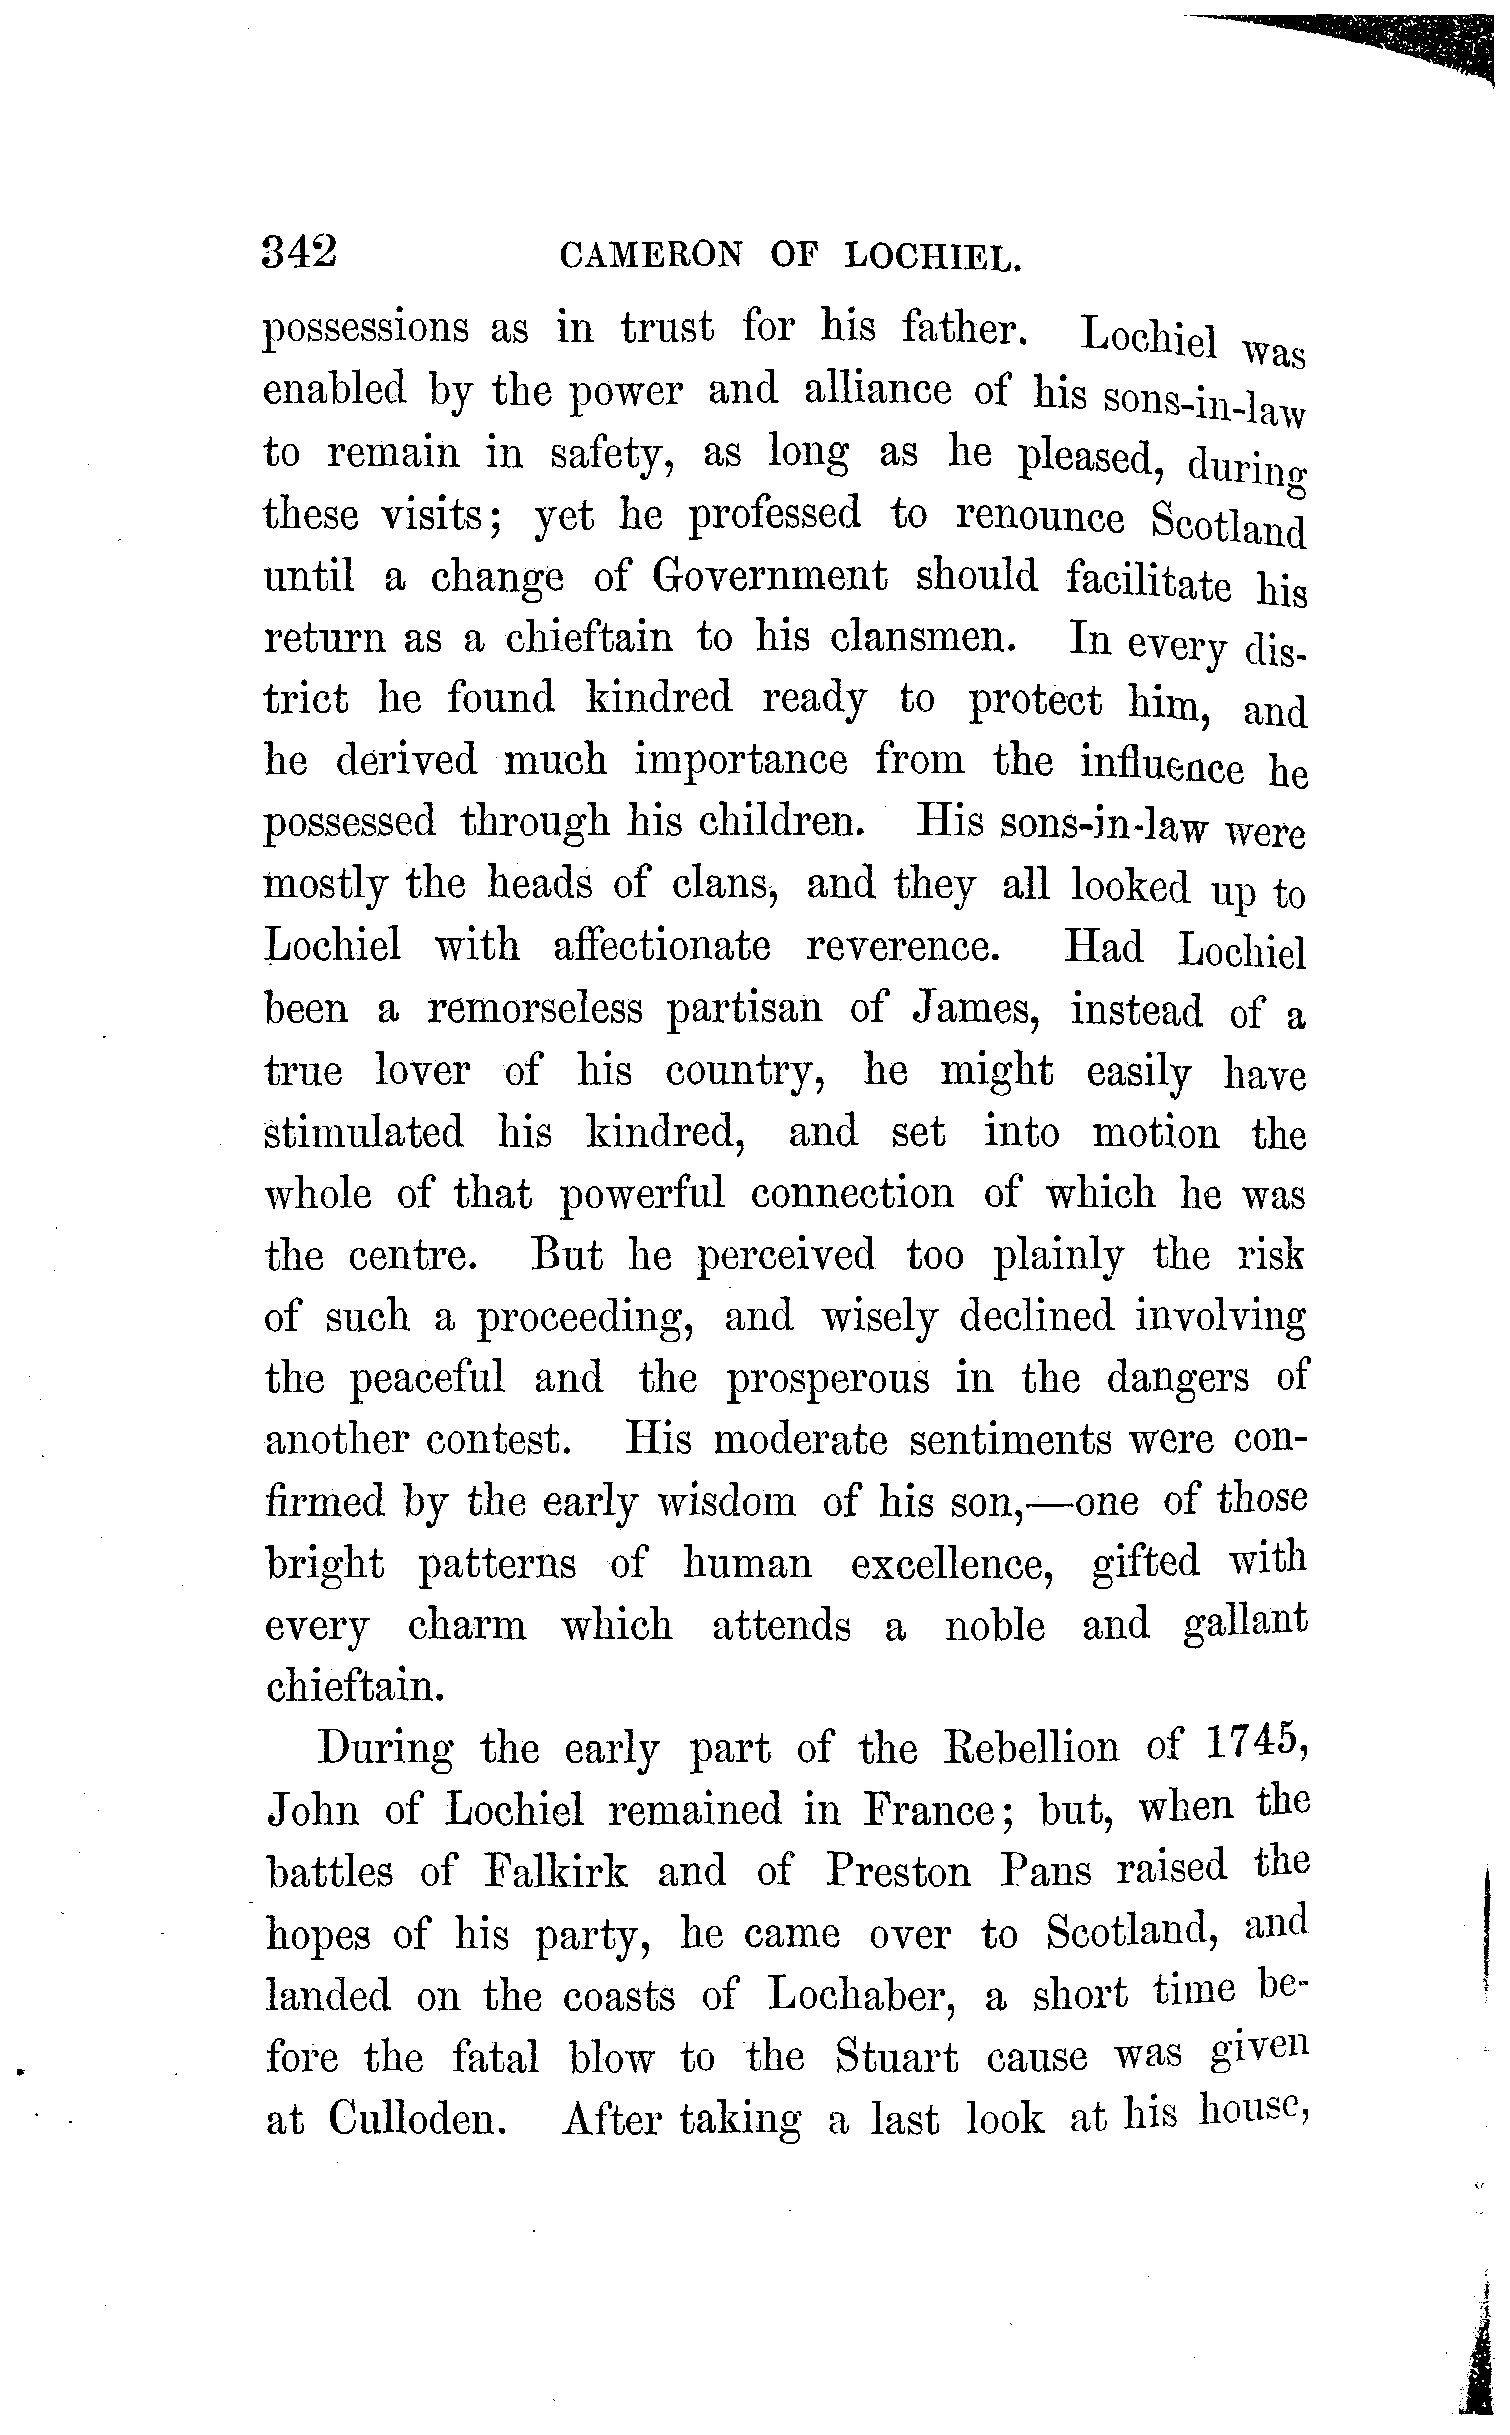 342 CAMERON OF LOCHIEL.
possessions as in trust for his father. Lochiel was
enabled by the power and alliance of his sons-in-law
to remain in safety, as long as he pleased, during
these visits; yet he professed to renounce Scotland
until a change of Government should facilitate his
return as a chieftain to his clansmen. In every dis-
trict he found kindred ready to protect him, and
he derived much importance from the influence he
possessed through his children. His sons-in-law were
mostly the heads of clans, and they all looked up to
Lochiel with affectionate reverence. Had Lochiel
been a remorseless partisan of James, instead of a
true lover of his country, he might easily have
stimulated his kindred, and set into motion the
whole of that powerful connection of which he was
the centre. But he perceived too plainly the risk
of such a proceeding, and wisely declined involving
the peaceful and the prosperous in the dangers of
another contest. His moderate sentiments were con-
firmed by the early wisdom of his son,—one of those
bright patterns of human excellence, gifted with
every charm which attends a noble and gallant
chieftain.
During the early part of the Rebellion of 1745,
John of Lochiel remained in France; but, when the
battles of Falkirk and of Preston Pans raised the
hopes of his party, he came over to Scotland, and
landed on the coasts of Lochaber, a short time be-
fore the fatal blow to the Stuart cause was given
at Culloden. After taking a last look at his house,